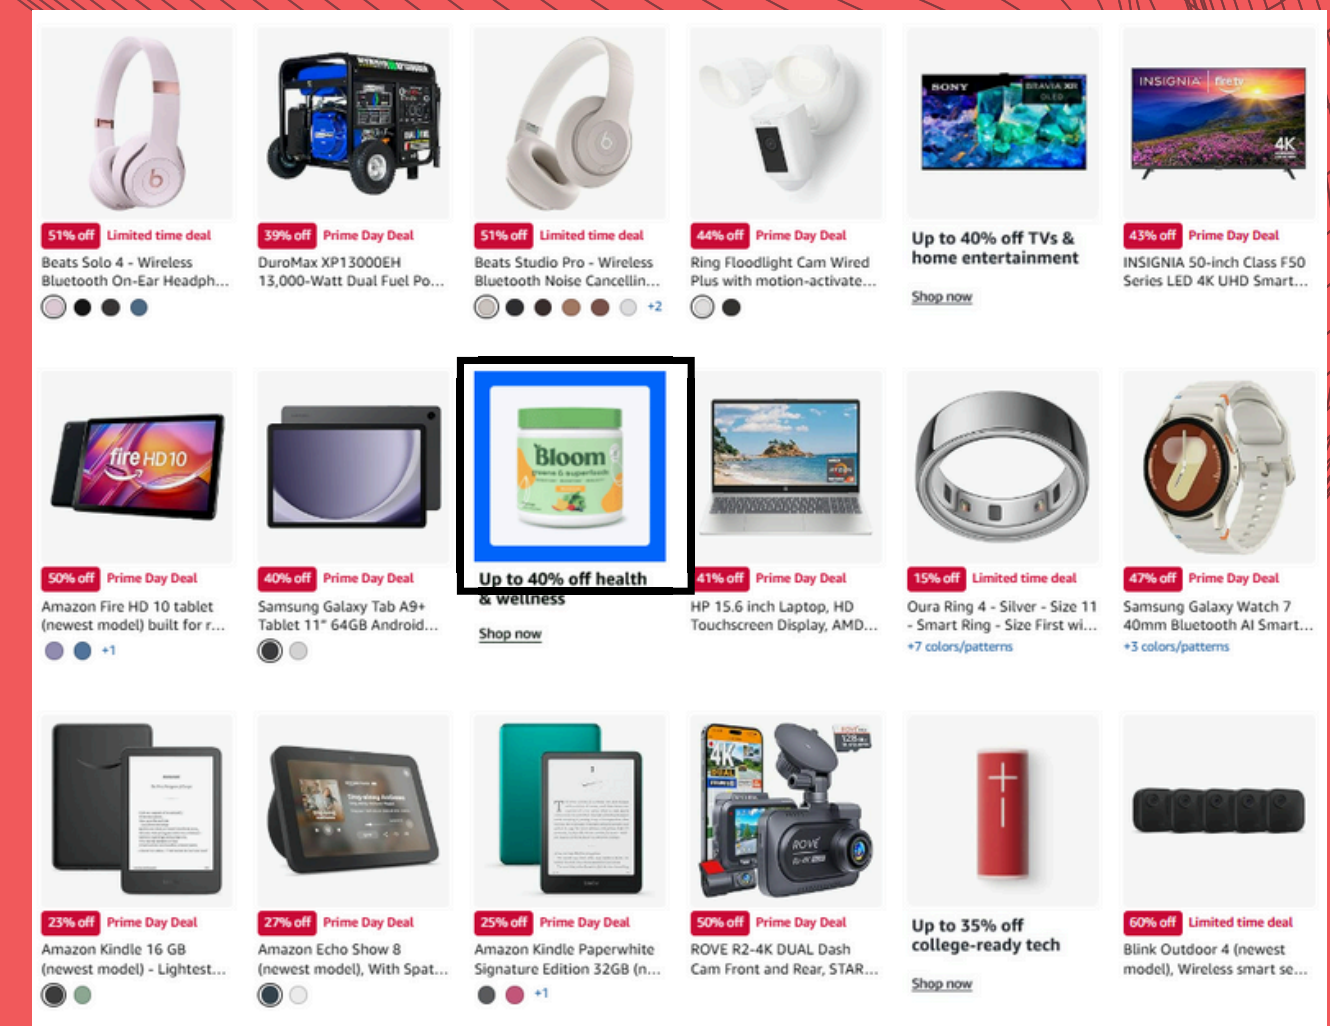 SONY
BRAVIA XR
OLED
INSIGNIA
fire tv
4K
51% off Limited time deal
Beats Solo 4 - Wireless
Bluetooth On-Ear Headph...
39% off Prime Day Deal
DuroMax XP13000EH
13,000-Watt Dual Fuel Po...
51% off Limited time deal
Beats Studio Pro - Wireless
Bluetooth Noise Cancellin...
+2
44% off Prime Day Deal
Ring Floodlight Cam Wired
Plus with motion-activate...
Up to 40% off TVs &
home entertainment
Shop now
43% off Prime Day Deal
INSIGNIA 50-inch Class F50
Series LED 4K UHD Smart...
fire HD 10
50% off Prime Day Deal
Amazon Fire HD 10 tablet
(newest model) built for r...
+1
40% off Prime Day Deal
Samsung Galaxy Tab A9+
Tablet 11" 64GB Android...
Bloom
greens & superfoods
Up to 40% off health
& wellness
Shop now
RYZEN
41% off Prime Day Deal
HP 15.6 inch Laptop, HD
Touchscreen Display, AMD...
15% off Limited time deal
Oura Ring 4 - Silver - Size 11
- Smart Ring - Size First wi...
+7 colors/patterns
47% off Prime Day Deal
Samsung Galaxy Watch 7
40mm Bluetooth AI Smart...
+3 colors/patterns
23% off Prime Day Deal
Amazon Kindle 16 GB
(newest model) - Lightest...
27% off Prime Day Deal
Amazon Echo Show 8
(newest model), With Spat...
25% off Prime Day Deal
Amazon Kindle Paperwhite
Signature Edition 32GB (n...
+1
4K
DUAL
ROVE
128
ROVE
R2-4K DUAL
50% off Prime Day Deal
ROVE R2-4K DUAL Dash
Cam Front and Rear, STAR...
Up to 35% off
college-ready tech
Shop now
60% off Limited time deal
Blink Outdoor 4 (newest
model), Wireless smart se...